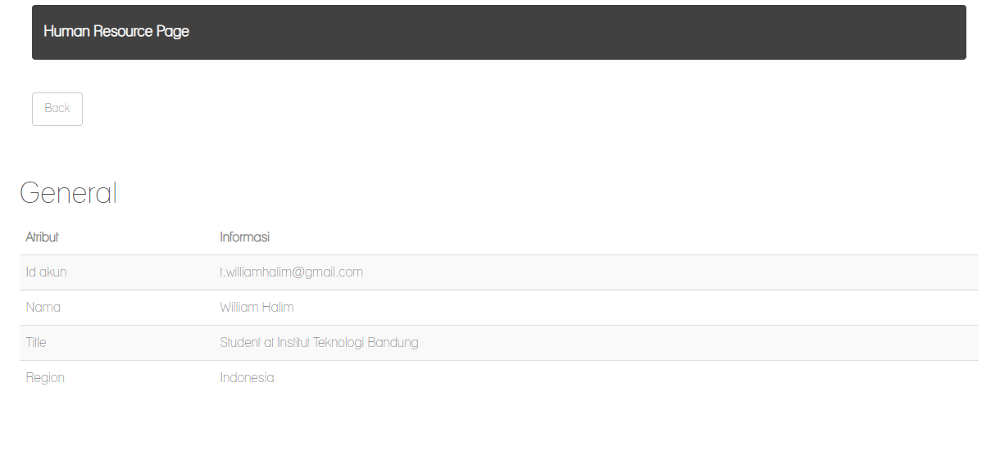 Human Resource Page
Back
General
Atribut Informasi
Id akun t.williamhalim@gmail.com
Nama William Halim
Title Student at Institut Teknologi Bandung
Region Indonesia